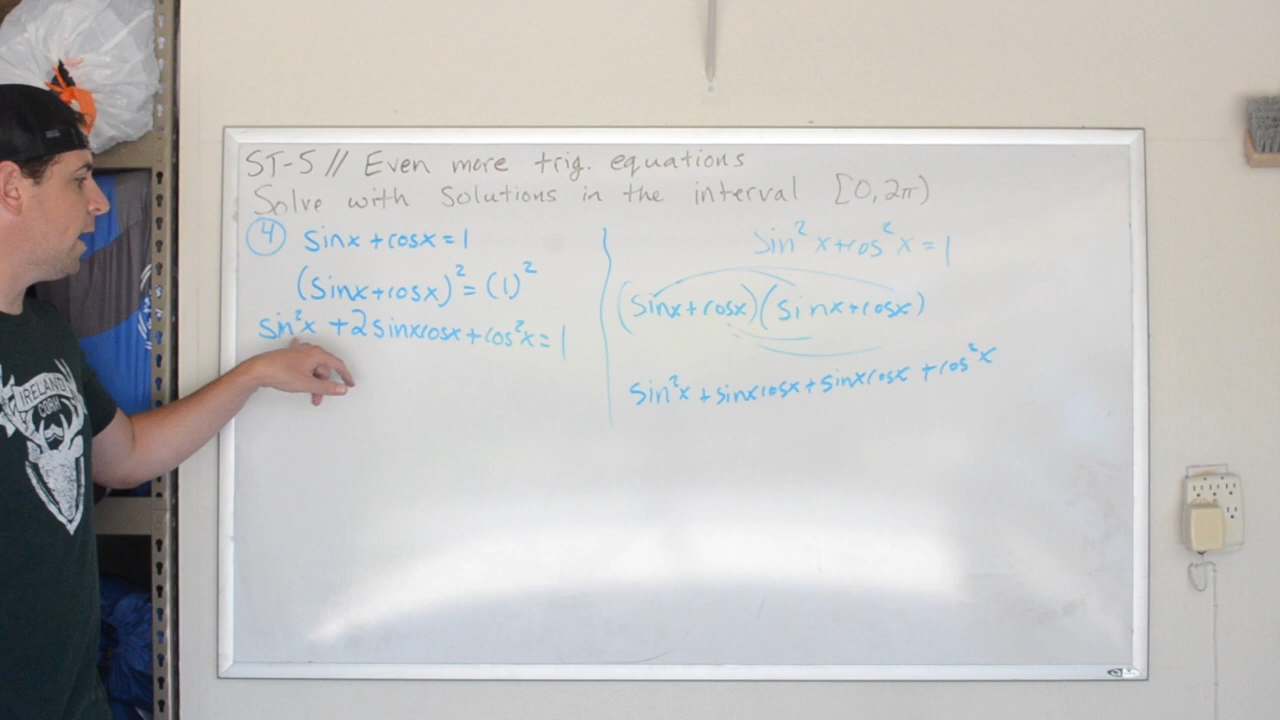 ST-5 // Even more trig. equations
Solve with solutions in the interval [0, 2π)
4 sinx + cosx = 1
(sinx + cosx)² = (1)²
sin²x + 2sinxcosx + cos²x = 1
sin²x + cos²x = 1
(sinx + cosx)(sinx + cosx)
sin²x + sinxcosx + sinxcosx + cos²x
IRELAND